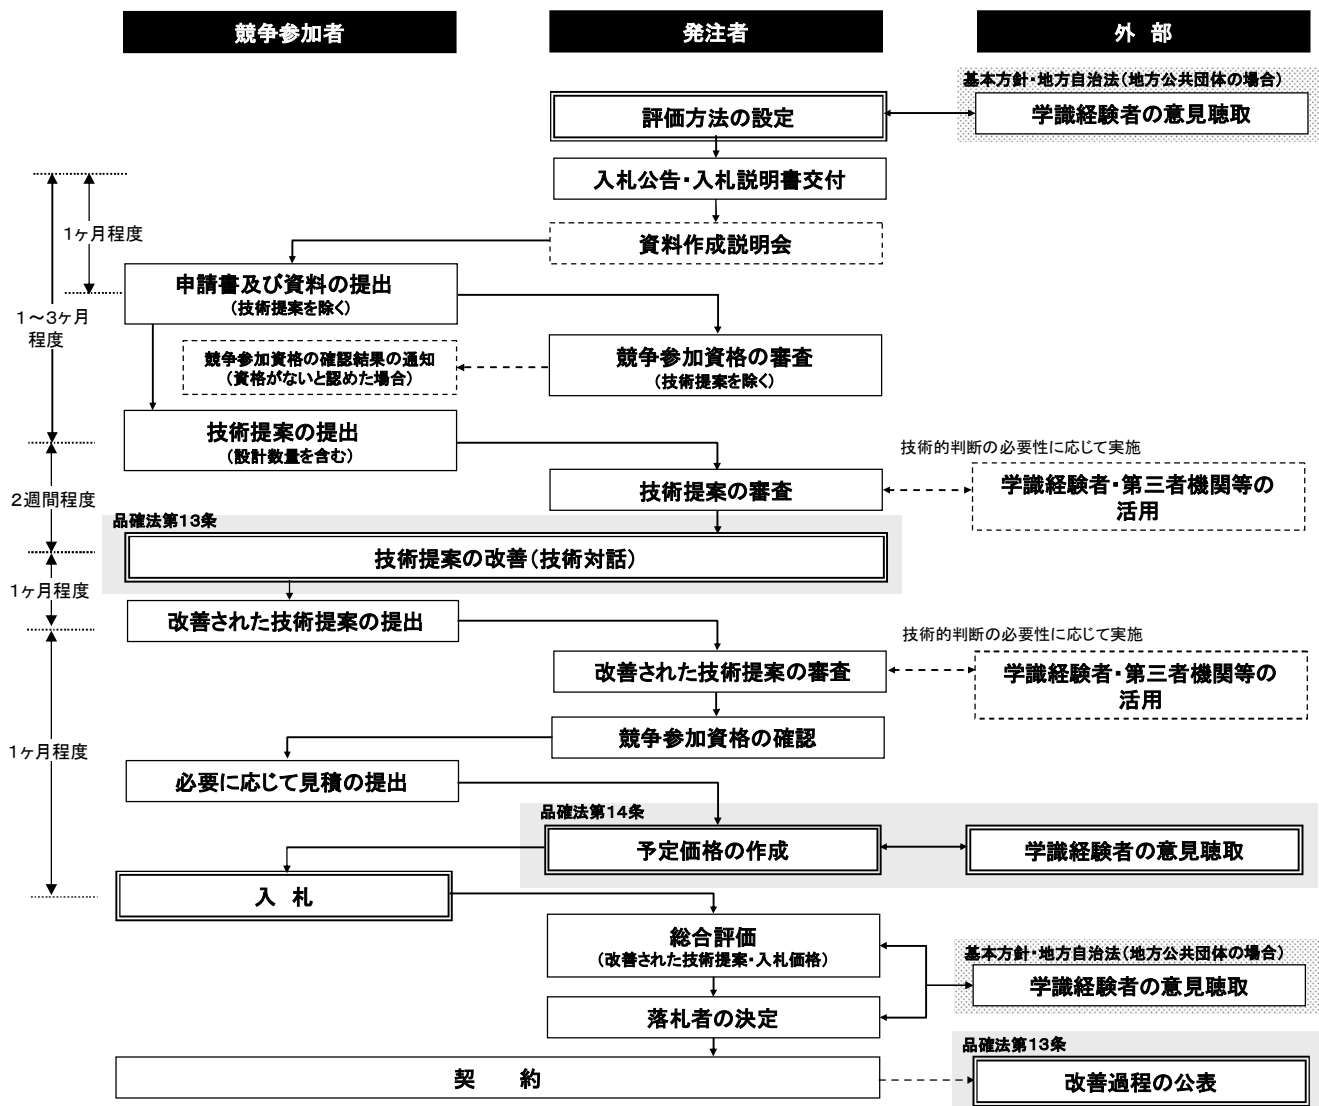 競争参加者
発注者
外 部
基本方針・地方自治法(地方公共団体の場合)
評価方法の設定
学識経験者の意見聴取
入札公告・入札説明書交付
1ヶ月程度
資料作成説明会
申請書及び資料の提出
(技術提案を除く)
1～3ヶ月
程度
競争参加資格の確認結果の通知
(資格がないと認めた場合)
競争参加資格の審査
(技術提案を除く)
技術提案の提出
(設計数量を含む)
技術的判断の必要性に応じて実施
2週間程度
技術提案の審査
学識経験者・第三者機関等の
活用
品確法第13条
技術提案の改善(技術対話)
1ヶ月程度
改善された技術提案の提出
技術的判断の必要性に応じて実施
改善された技術提案の審査
学識経験者・第三者機関等の
活用
競争参加資格の確認
1ヶ月程度
必要に応じて見積の提出
品確法第14条
予定価格の作成
学識経験者の意見聴取
入 札
総合評価
(改善された技術提案・入札価格)
基本方針・地方自治法(地方公共団体の場合)
学識経験者の意見聴取
落札者の決定
品確法第13条
契 約
改善過程の公表